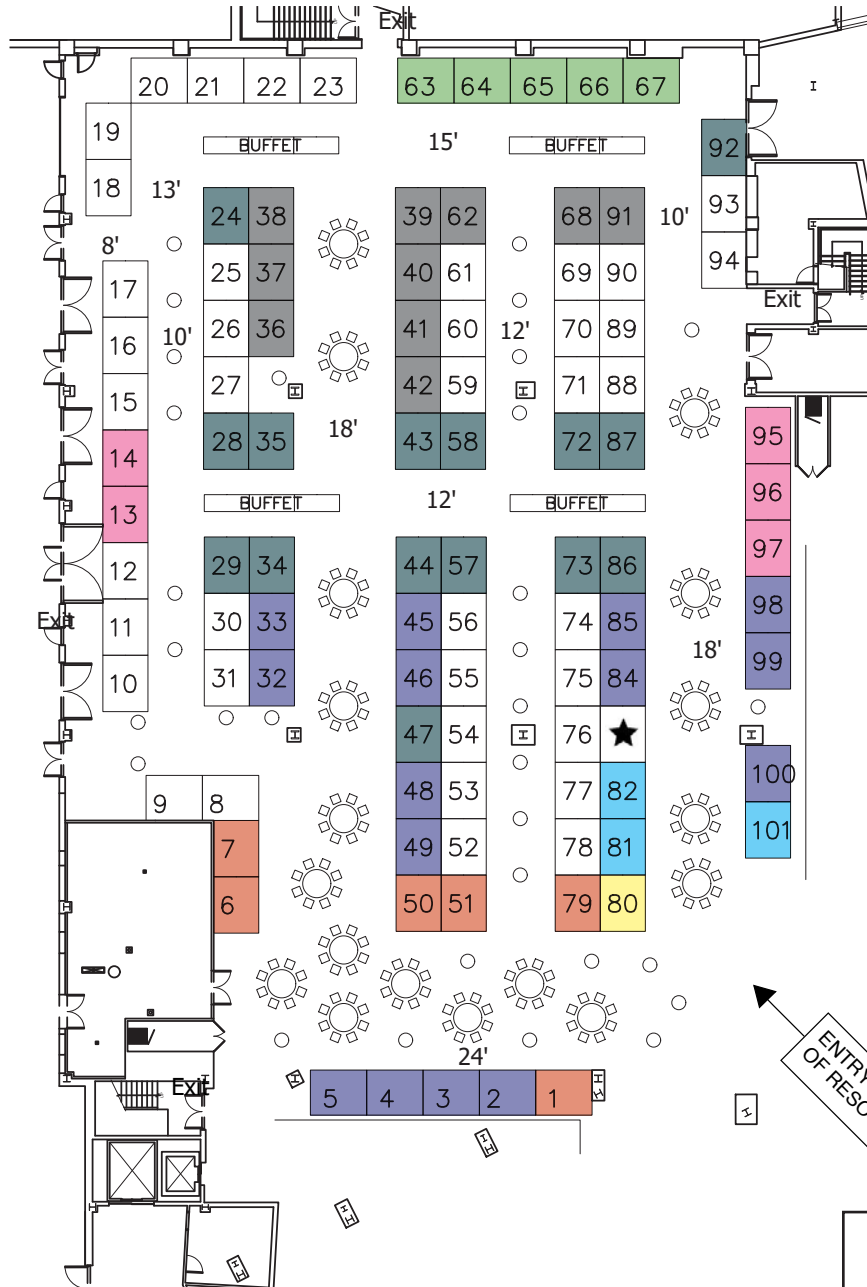 Exit
20 21 22 23 63 64 65 66 67
19 BUFFET 15' BUFFET 92
18 13' 24 38 39 62 68 91 10' 93
8' 25 37 40 61 69 90 94
17 Exit
16 10' 26 36 41 60 12' 70 89
15 27 42 59 71 88
14 28 35 18' 43 58 72 87 95
13 BUFFET 12' BUFFET 96
12 29 34 44 57 73 86 97
Exit 11 30 33 45 56 74 85 98
10 31 32 46 55 75 84 18' 99
47 54 76
9 8 48 53 77 82 100
7 49 52 78 81 101
6 50 51 79 80
24'
ENTRY
OF RESO
Exit
5 4 3 2 1